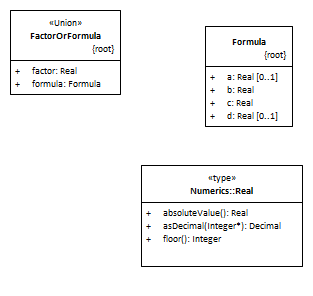 «Union»
FactorOrFormula
{root}
+ factor: Real
+ formula: Formula
Formula
{root}
+ a: Real [0..1]
+ b: Real
+ c: Real
+ d: Real [0..1]
«type»
Numerics::Real
+ absoluteValue(): Real
+ asDecimal(Integer*): Decimal
+ floor(): Integer